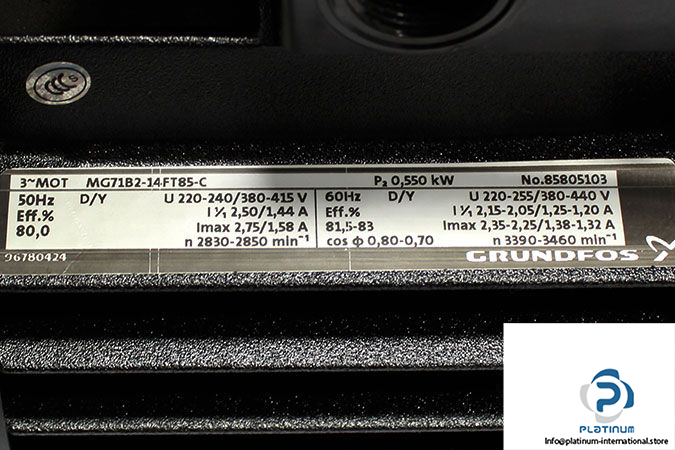 CCC S
3~MOT MG71B2-14FT85-C P₂ 0,550 kW No.85805103
50Hz D/Y U 220-240/380-415 V
Eff.% I 1/1 2,50/1,44 A
80,0 Imax 2,75/1,58 A
n 2830-2850 min⁻¹
60Hz D/Y U 220-255/380-440 V
Eff.% I 1/1 2,15-2,05/1,25-1,20 A
81,5-83 Imax 2,35-2,25/1,38-1,32 A
cos φ 0,80-0,70 n 3390-3460 min⁻¹
96780424
GRUNDFOS
PLATINUM
Info@platinum-international.store